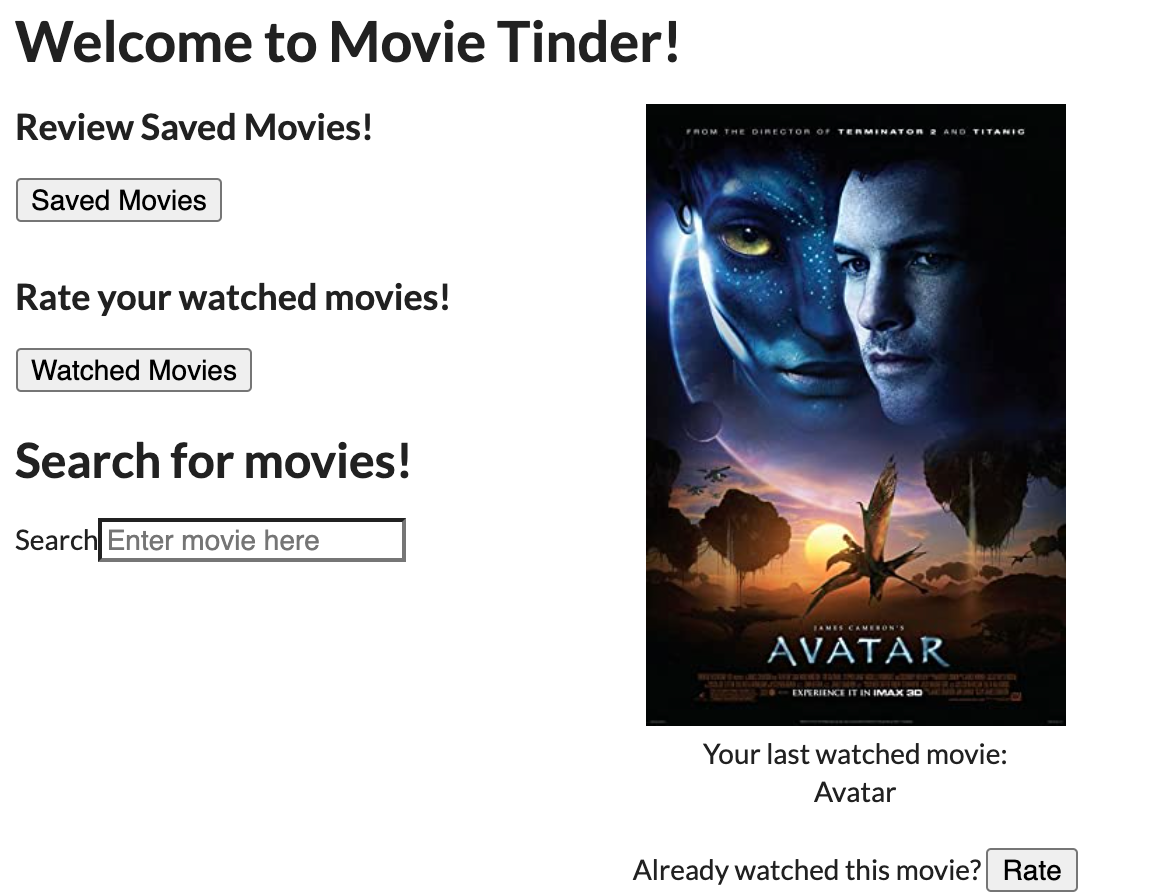 Welcome to Movie Tinder!
Review Saved Movies!
Saved Movies
Rate your watched movies!
Watched Movies
Search for movies!
Search Enter movie here
FROM THE DIRECTOR OF TERMINATOR 2 AND TITANIC
JAMES CAMERON'S
AVATAR
EXPERIENCE IT IN IMAX 3D
Your last watched movie:
Avatar
Already watched this movie? Rate